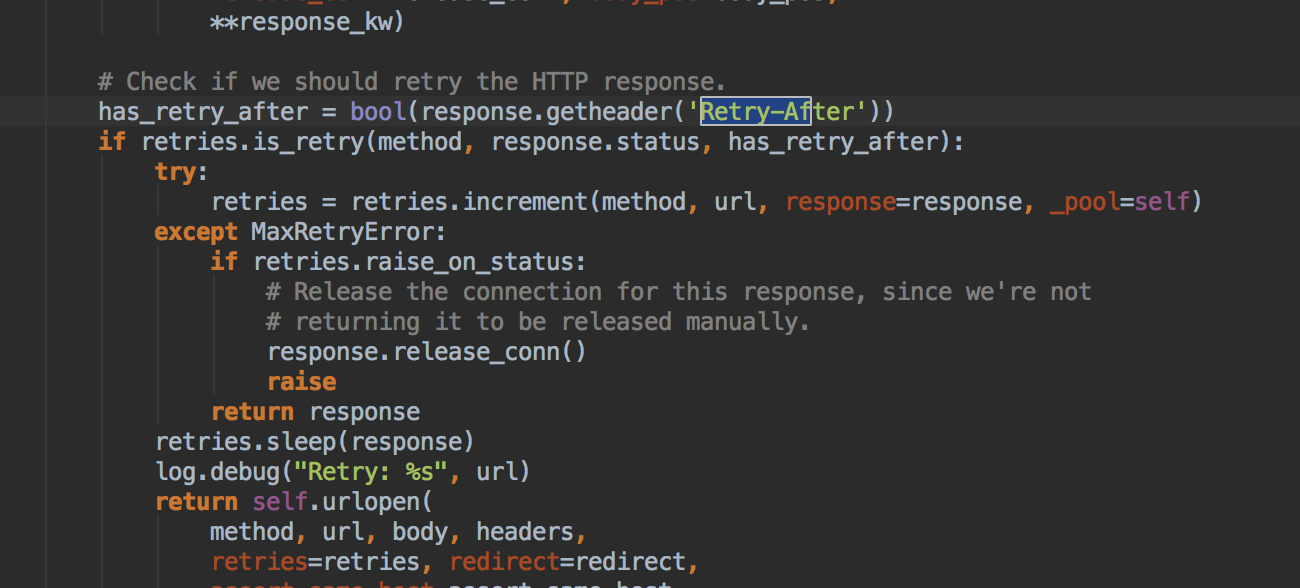 **response_kw)
# Check if we should retry the HTTP response.
has_retry_after = bool(response.getheader('Retry-After'))
if retries.is_retry(method, response.status, has_retry_after):
try:
retries = retries.increment(method, url, response=response, _pool=self)
except MaxRetryError:
if retries.raise_on_status:
# Release the connection for this response, since we're not
# returning it to be released manually.
response.release_conn()
raise
return response
retries.sleep(response)
log.debug("Retry: %s", url)
return self.urlopen(
method, url, body, headers,
retries=retries, redirect=redirect,